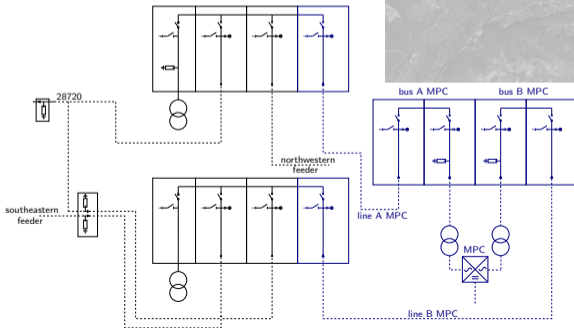 bus A MPC
bus B MPC
28720
northwestern
feeder
southeastern
feeder
line A MPC
MPC
line B MPC